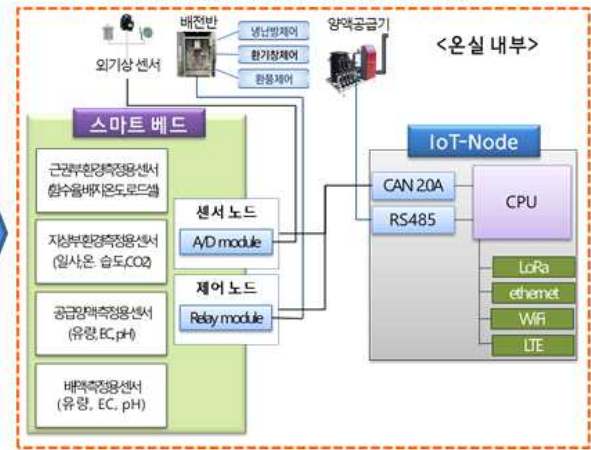 배전반
냉난방제어
환기창제어
환풍제어
양액공급기
<온실 내부>
외기상 센서
스마트 베드
근권부환경측정용센서
(함수율,배지온도,로드셀)
지상부환경측정용센서
(일사,온. 습도,CO2)
공급양액측정용센서
(유량,EC,pH)
배액측정용센서
(유량, EC, pH)
센서 노드
A/D module
제어 노드
Relay module
IoT-Node
CAN 2.0A
RS485
CPU
LoRa
ethernet
WiFi
LTE